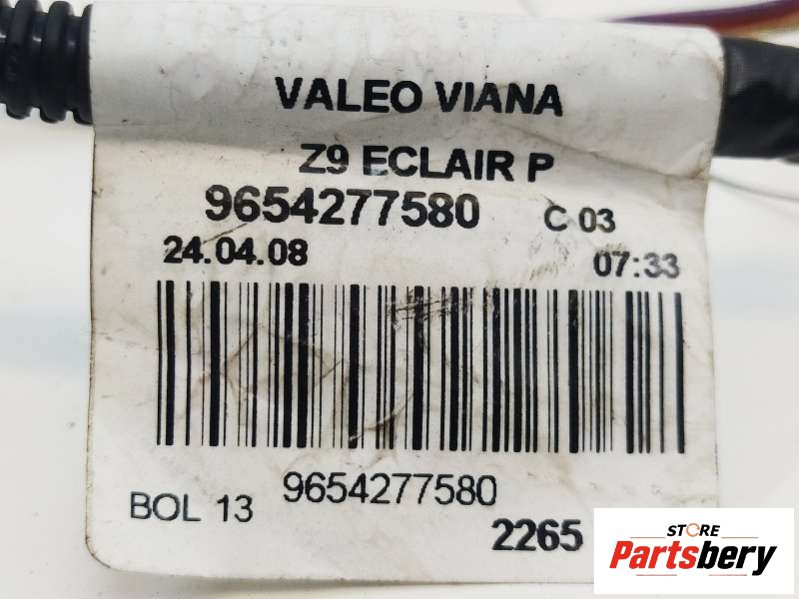 VALEO VIANA
Z9 ECLAIR P
9654277580 C 03
24.04.08 07:33
9654277580
BOL 13
2265
STORE
Partsbery